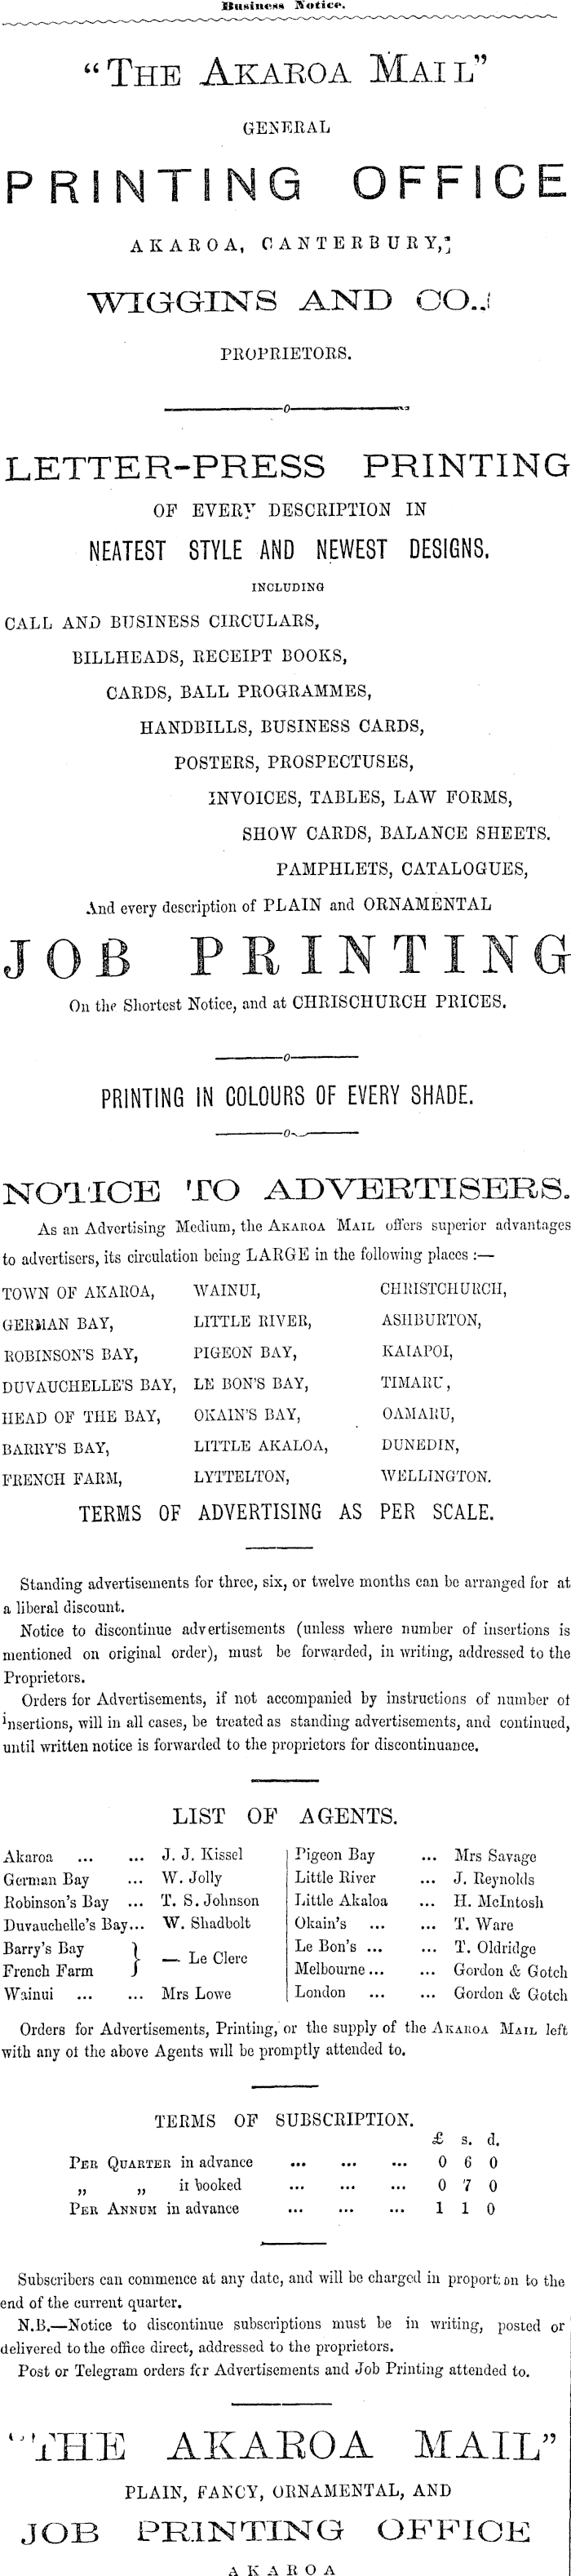 Business Notice.
"THE AKAROA MAIL"
GENERAL
PRINTING OFFICE
AKAROA, CANTERBURY,
WIGGINS AND CO.,
PROPRIETORS.
LETTER-PRESS PRINTING
OF EVERY DESCRIPTION IN
NEATEST STYLE AND NEWEST DESIGNS.
INCLUDING
CALL AND BUSINESS CIRCULARS,
BILLHEADS, RECEIPT BOOKS,
CARDS, BALL PROGRAMMES,
HANDBILLS, BUSINESS CARDS,
POSTERS, PROSPECTUSES,
INVOICES, TABLES, LAW FORMS,
SHOW CARDS, BALANCE SHEETS.
PAMPHLETS, CATALOGUES,
And every description of PLAIN and ORNAMENTAL
JOB PRINTING
On the Shortest Notice, and at CHRISCHURCH PRICES.
PRINTING IN COLOURS OF EVERY SHADE.
NOTICE TO ADVERTISERS.
As an Advertising Medium, the AKAROA MAIL offers superior advantages
to advertisers, its circulation being LARGE in the following places :—
TOWN OF AKAROA, WAINUI, CHRISTCHURCH,
GERMAN BAY, LITTLE RIVER, ASHBURTON,
ROBINSON'S BAY, PIGEON BAY, KAIAPOI,
DUVAUCHELLE'S BAY, LE BON'S BAY, TIMARU,
HEAD OF THE BAY, OKAIN'S BAY, OAMARU,
BARRY'S BAY, LITTLE AKALOA, DUNEDIN,
FRENCH FARM, LYTTELTON, WELLINGTON.
TERMS OF ADVERTISING AS PER SCALE.
Standing advertisements for three, six, or twelve months can be arranged for at
a liberal discount.
Notice to discontinue advertisements (unless where number of insertions is
mentioned on original order), must be forwarded, in writing, addressed to the
Proprietors.
Orders for Advertisements, if not accompanied by instructions of number of
insertions, will in all cases, be treated as standing advertisements, and continued,
until written notice is forwarded to the proprietors for discontinuance.
LIST OF AGENTS.
Akaroa ... ... J. J. Kissel
German Bay ... W. Jolly
Robinson's Bay ... T. S. Johnson
Duvauchelle's Bay... W. Shadbolt
Barry's Bay
French Farm } — Le Clerc
Wainui ... ... Mrs Lowe
Pigeon Bay ... Mrs Savage
Little River ... J. Reynolds
Little Akaloa ... H. McIntosh
Okain's ... ... T. Ware
Le Bon's ... ... T. Oldridge
Melbourne ... ... Gordon & Gotch
London ... ... Gordon & Gotch
Orders for Advertisements, Printing, or the supply of the AKAROA MAIL left
with any of the above Agents will be promptly attended to.
TERMS OF SUBSCRIPTION.
£ s. d.
PER QUARTER in advance ... ... ... 0 6 0
„ „ if booked ... ... ... 0 7 0
PER ANNUM in advance ... ... ... 1 1 0
Subscribers can commence at any date, and will be charged in proportion to the
end of the current quarter.
N.B.—Notice to discontinue subscriptions must be in writing, posted or
delivered to the office direct, addressed to the proprietors.
Post or Telegram orders for Advertisements and Job Printing attended to.
"THE AKAROA MAIL"
PLAIN, FANCY, ORNAMENTAL, AND
JOB PRINTING OFFICE
AKAROA